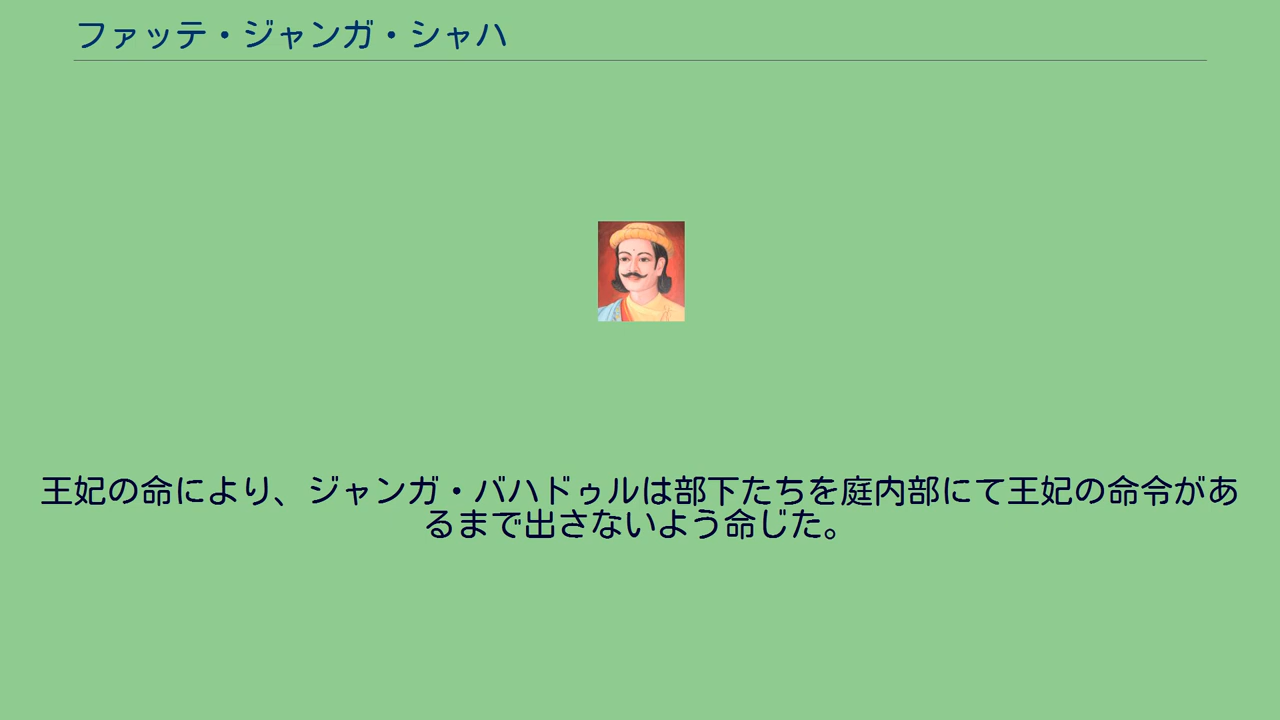 ファッテ・ジャンガ・シャハ
王妃の命により、ジャンガ・バハドゥルは部下たちを庭内部にて王妃の命令があ
るまで出さないよう命じた。